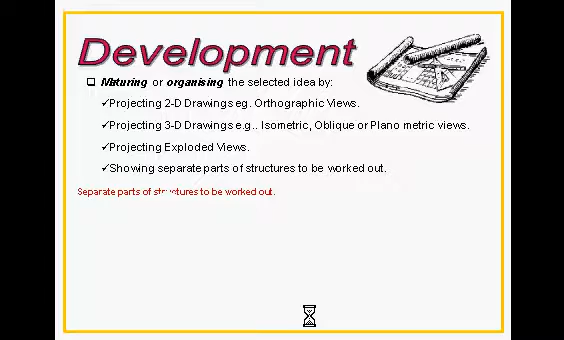 Development
Maturing or organising the selected idea by:
Projecting 2-D Drawings eg. Orthographic Views.
Projecting 3-D Drawings e.g.. Isometric, Oblique or Plano metric views.
Projecting Exploded Views.
Showing separate parts of structures to be worked out.
Separate parts of structures to be worked out.